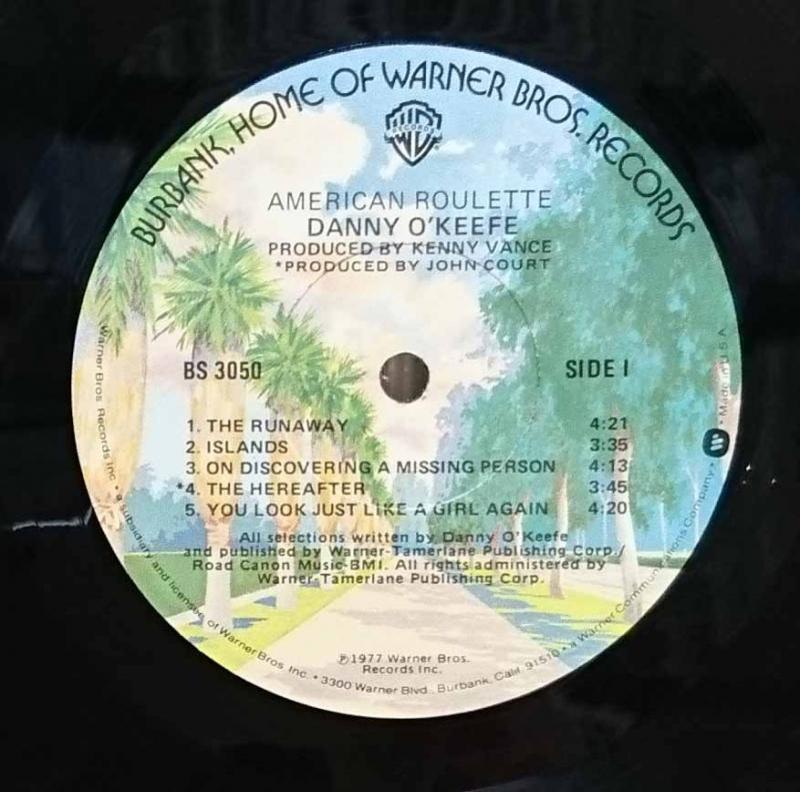 BURBANK, HOME OF WARNER BROS. RECORDS
WB
RECORDS
AMERICAN ROULETTE
DANNY O'KEEFE
PRODUCED BY KENNY VANCE
*PRODUCED BY JOHN COURT
BS 3050
SIDE I
1. THE RUNAWAY 4:21
2. ISLANDS 3:35
3. ON DISCOVERING A MISSING PERSON 4:13
*4. THE HEREAFTER 3:45
5. YOU LOOK JUST LIKE A GIRL AGAIN 4:20
All selections written by Danny O'Keefe
and published by Warner-Tamerlane Publishing Corp./
Road Canon Music-BMI. All rights administered by
Warner-Tamerlane Publishing Corp.
℗1977 Warner Bros.
Records Inc.
Warner Bros. Records Inc. • a subsidiary and licensee of Warner Bros. Inc. • 3300 Warner Blvd., Burbank, Calif. 91510 • a Warner Communications Company • Made in U.S.A.